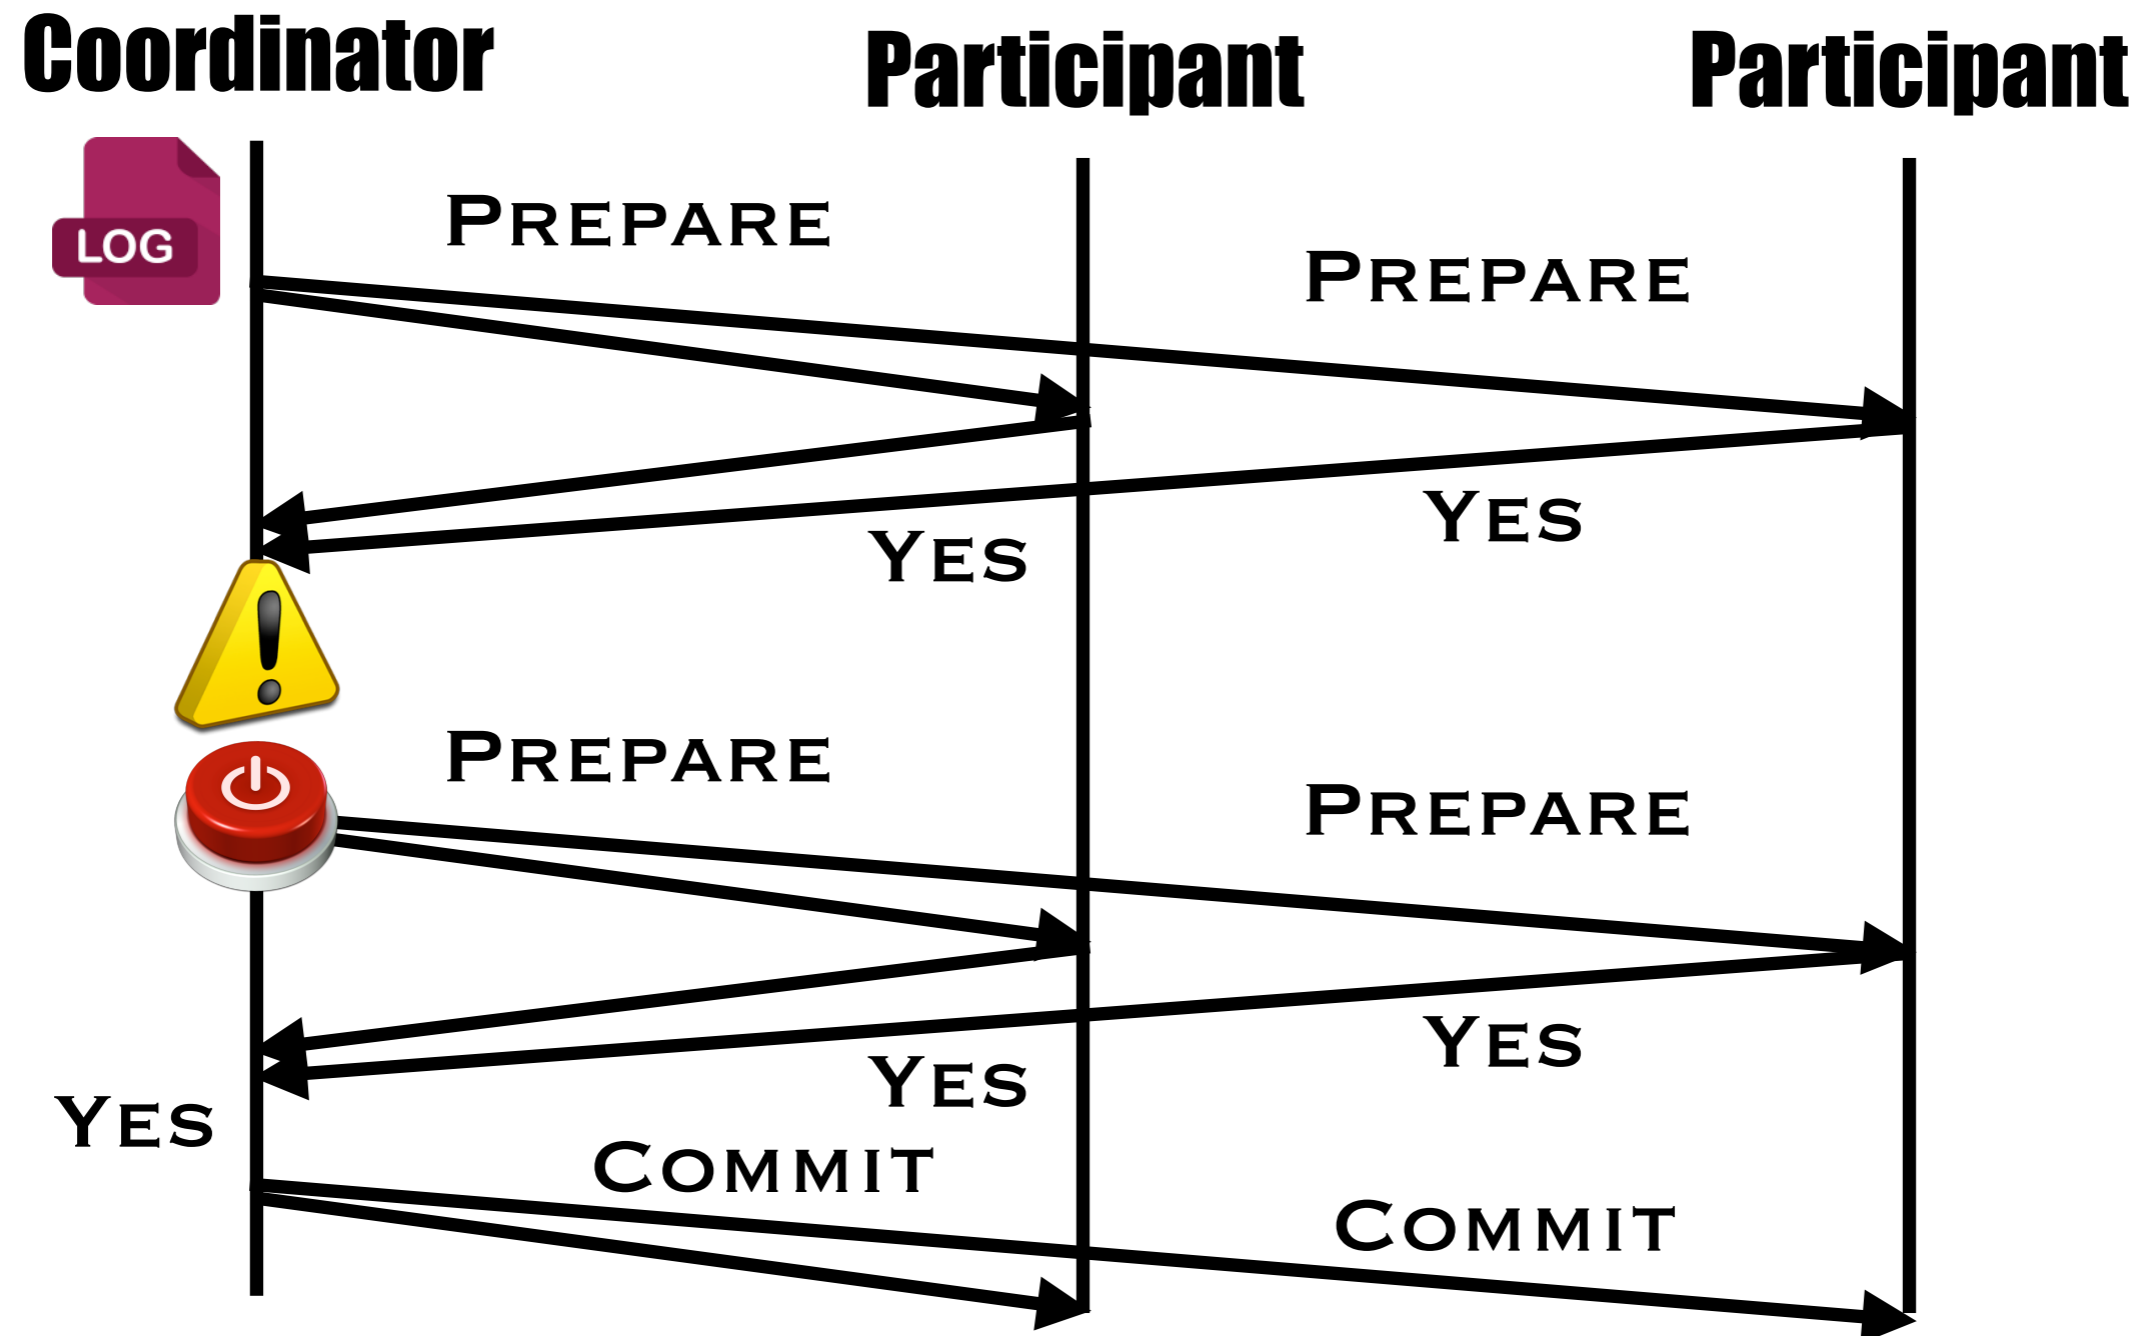 Coordinator
Participant
Participant
LOG
PREPARE
PREPARE
YES
YES
PREPARE
PREPARE
YES
YES
YES
COMMIT
COMMIT